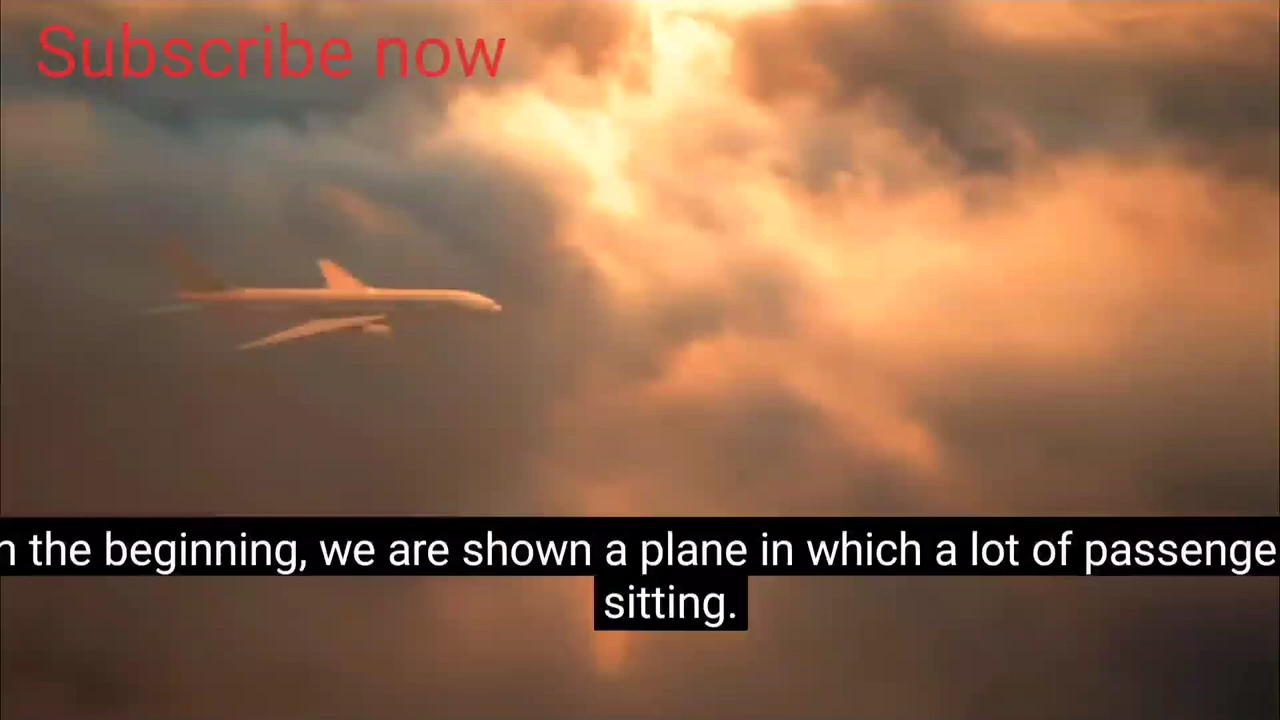 Subscribe now
n the beginning, we are shown a plane in which a lot of passenge
sitting.